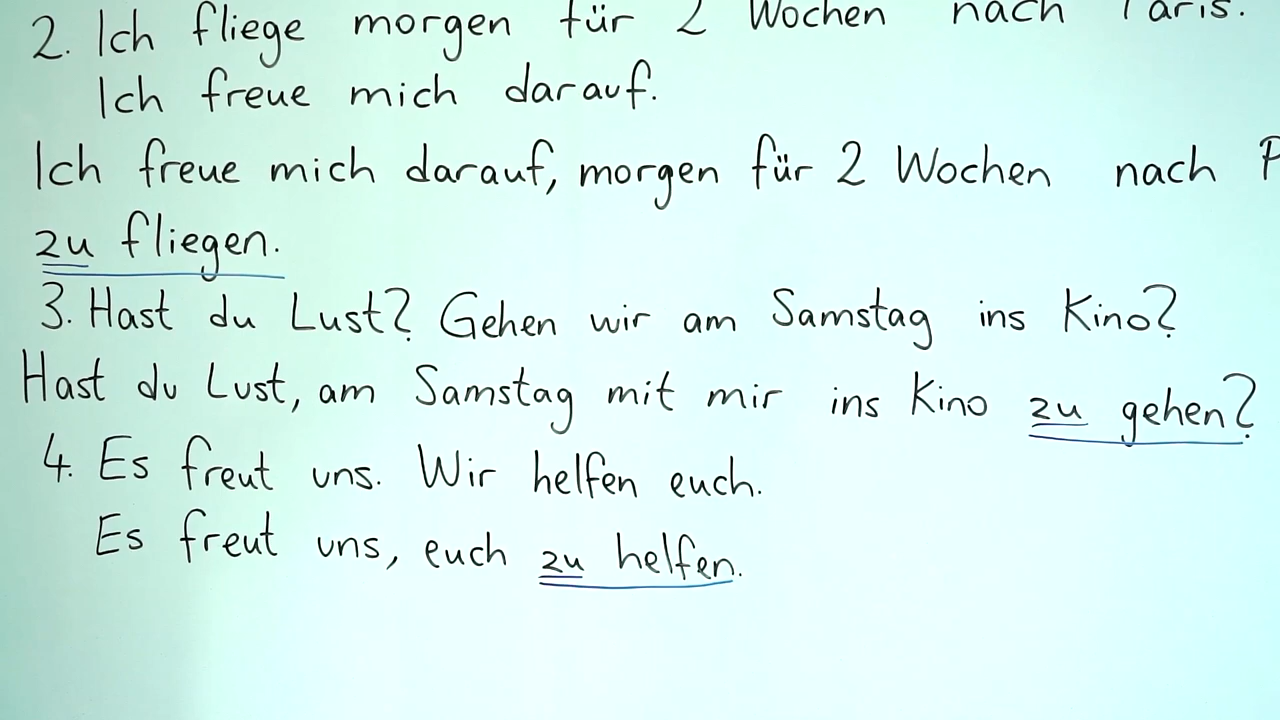 2. Ich fliege morgen für 2 Wochen nach Paris.
Ich freue mich darauf.
Ich freue mich darauf, morgen für 2 Wochen nach P
zu fliegen.
3. Hast du Lust? Gehen wir am Samstag ins Kino?
Hast du Lust, am Samstag mit mir ins Kino zu gehen?
4. Es freut uns. Wir helfen euch.
Es freut uns, euch zu helfen.